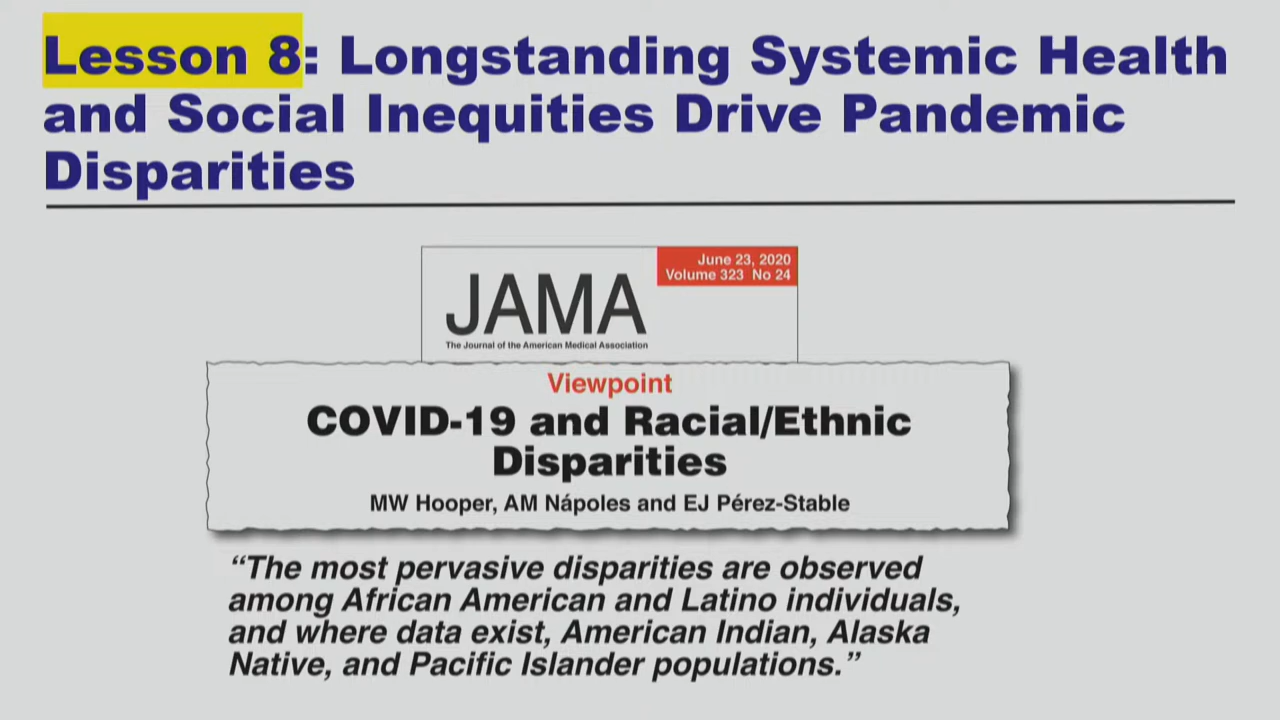 Lesson 8: Longstanding Systemic Health
and Social Inequities Drive Pandemic
Disparities
June 23, 2020
Volume 323 No 24
JAMA
The Journal of the American Medical Association
Viewpoint
COVID-19 and Racial/Ethnic
Disparities
MW Hooper, AM Nápoles and EJ Pérez-Stable
“The most pervasive disparities are observed
among African American and Latino individuals,
and where data exist, American Indian, Alaska
Native, and Pacific Islander populations.”